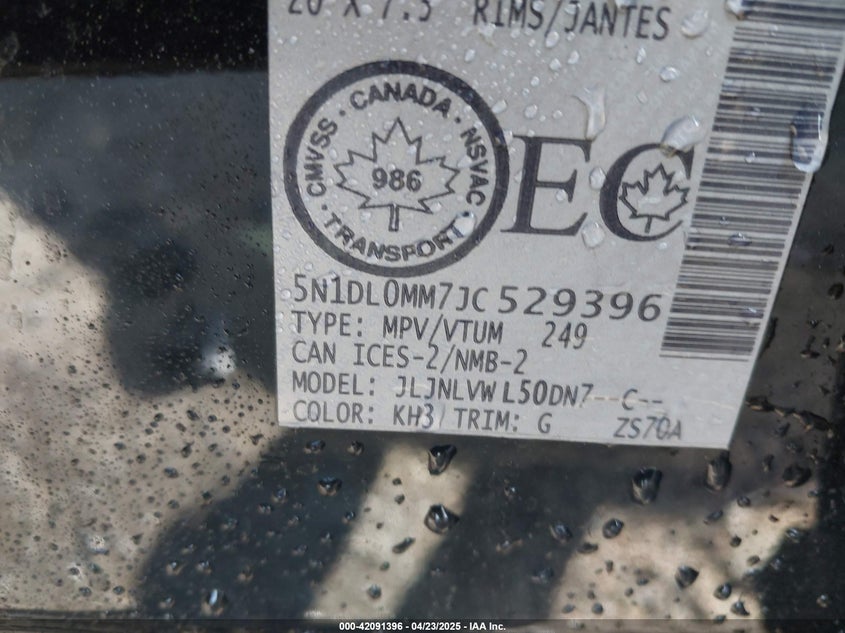 20 X 7.5 RIMS/JANTES
CMVSS · CANADA · NSVAC · TRANSPORT ·
986
EC
5N1DL0MM7JC529396
TYPE: MPV/VTUM 249
CAN ICES-2/NMB-2
MODEL: JLJNLVWL50DN7--C--
COLOR: KH3 TRIM: G ZS70A
000-42091396 - 04/23/2025 - IAA Inc.